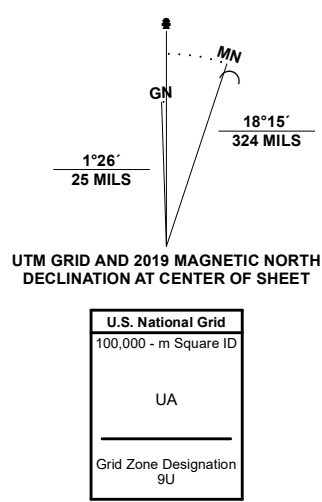 MN
GN
18°15´
324 MILS
1°26´
25 MILS
UTM GRID AND 2019 MAGNETIC NORTH
DECLINATION AT CENTER OF SHEET
U.S. National Grid
100,000 - m Square ID
UA
Grid Zone Designation
9U